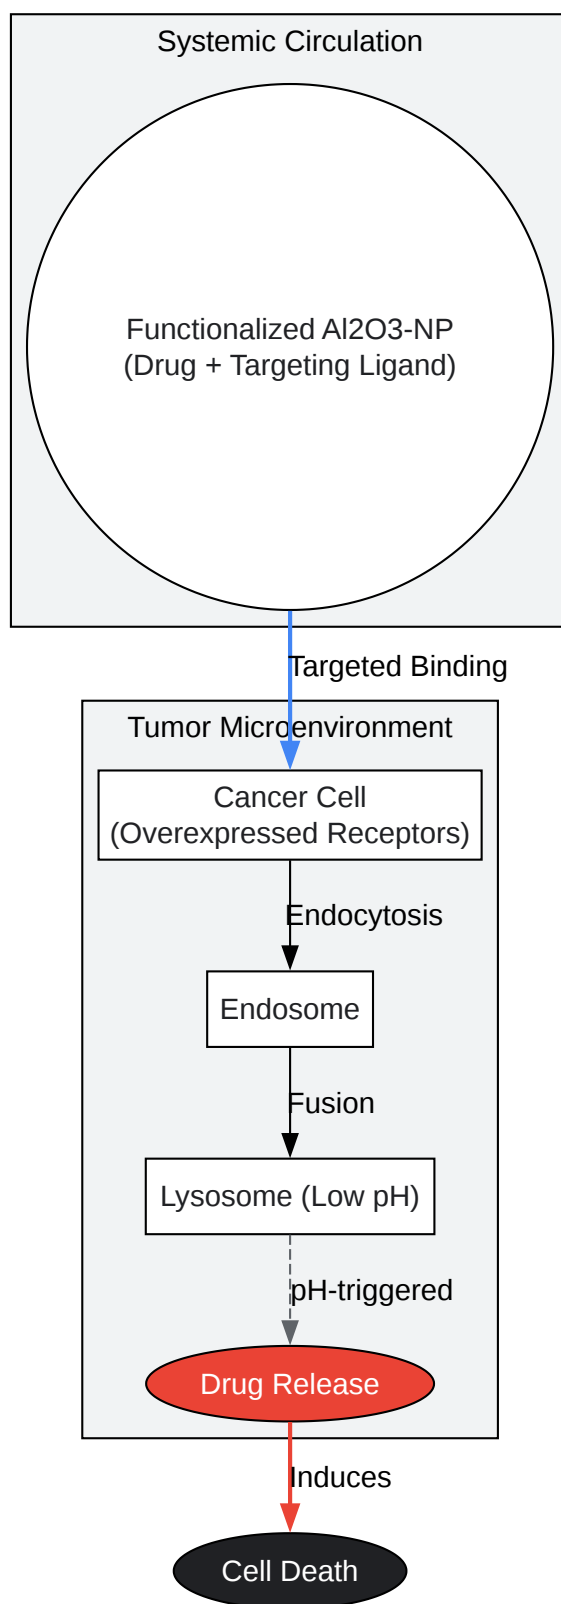 Systemic Circulation
Functionalized Al2O3-NP
(Drug + Targeting Ligand)
Targeted Binding
Tumor Microenvironment
Cancer Cell
(Overexpressed Receptors)
Endocytosis
Endosome
Fusion
Lysosome (Low pH)
pH-triggered
Drug Release
Induces
Cell Death